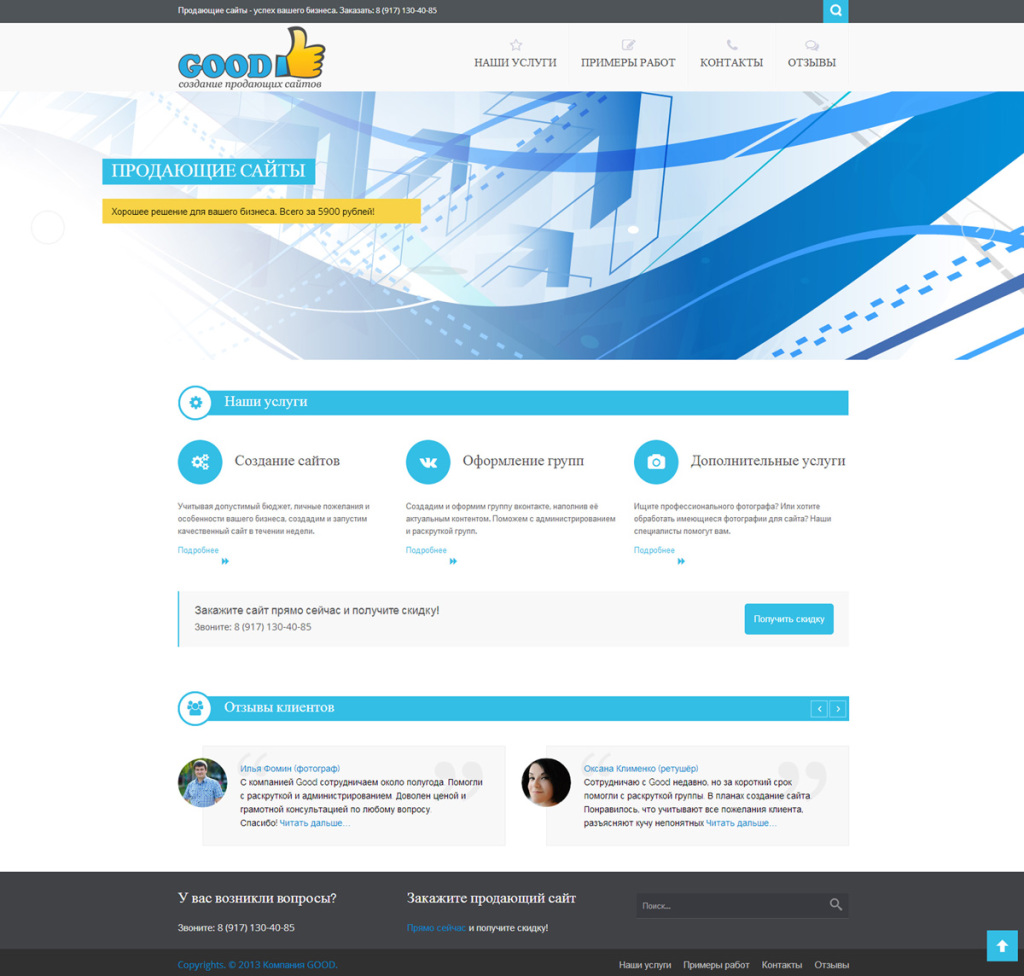 Продающие сайты - успех вашего бизнеса. Заказать: 8 (917) 130-40-85
GOOD
создание продающих сайтов
НАШИ УСЛУГИ
ПРИМЕРЫ РАБОТ
КОНТАКТЫ
ОТЗЫВЫ
ПРОДАЮЩИЕ САЙТЫ
Хорошее решение для вашего бизнеса. Всего за 5900 рублей!
Наши услуги
Создание сайтов
Учитывая допустимый бюджет, личные пожелания и
особенности вашего бизнеса, создадим и запустим
качественный сайт в течении недели.
Подробнее
Оформление групп
Создадим и оформим группу вконтакте, наполнив её
актуальным контентом. Поможем с администрированием
и раскруткой групп.
Подробнее
Дополнительные услуги
Ищите профессионального фотографа? Или хотите
обработать имеющиеся фотографии для сайта? Наши
специалисты помогут вам.
Подробнее
Закажите сайт прямо сейчас и получите скидку!
Звоните: 8 (917) 130-40-85
Получить скидку
Отзывы клиентов
Илья Фомин (фотограф)
С компанией Good сотрудничаем около полугода. Помогли
с раскруткой и администрированием. Доволен ценой и
грамотной консультацией по любому вопросу.
Спасибо! Читать дальше...
Оксана Клименко (ретушёр)
Сотрудничаю с Good недавно, но за короткий срок
помогли с раскруткой группы. В планах создание сайта.
Понравилось, что учитывают все пожелания клиента,
разъясняют кучу непонятных Читать дальше...
У вас возникли вопросы?
Звоните: 8 (917) 130-40-85
Закажите продающий сайт
Прямо сейчас и получите скидку!
Поиск...
Copyrights. © 2013 Компания GOOD.
Наши услуги
Примеры работ
Контакты
Отзывы